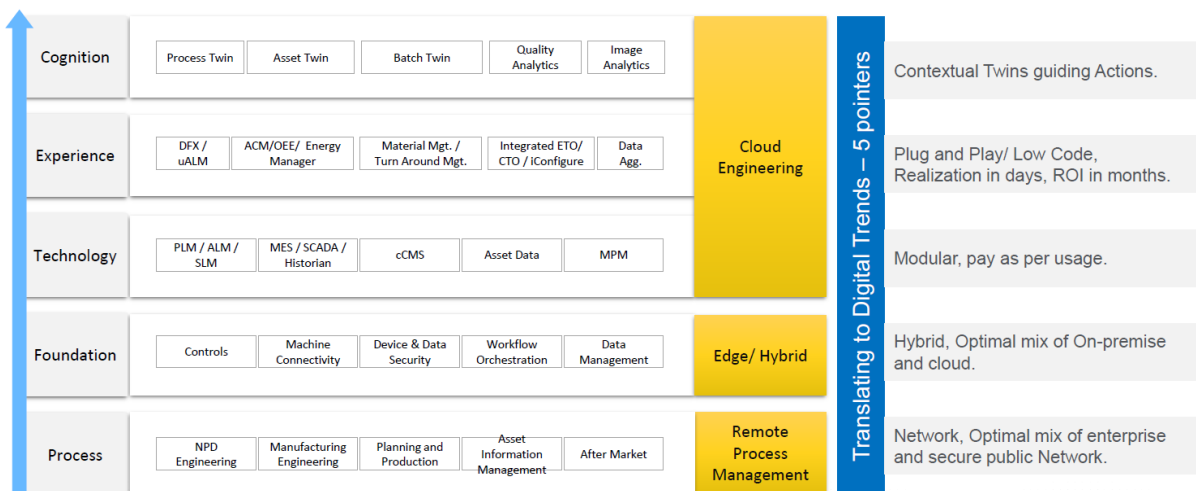 Cognition
Process Twin
Asset Twin
Batch Twin
Quality
Analytics
Image
Analytics
Contextual Twins guiding Actions.
Experience
DFX /
uALM
ACM/OEE/ Energy
Manager
Material Mgt. /
Turn Around Mgt.
Integrated ETO/
CTO / iConfigure
Data
Agg.
Cloud
Engineering
Plug and Play/ Low Code,
Realization in days, ROI in months.
Technology
PLM / ALM /
SLM
MES / SCADA /
Historian
cCMS
Asset Data
MPM
Modular, pay as per usage.
Foundation
Controls
Machine
Connectivity
Device & Data
Security
Workflow
Orchestration
Data
Management
Edge/ Hybrid
Hybrid, Optimal mix of On-premise
and cloud.
Process
NPD
Engineering
Manufacturing
Engineering
Planning and
Production
Asset
Information
Management
After Market
Remote
Process
Management
Network, Optimal mix of enterprise
and secure public Network.
Translating to Digital Trends – 5 pointers